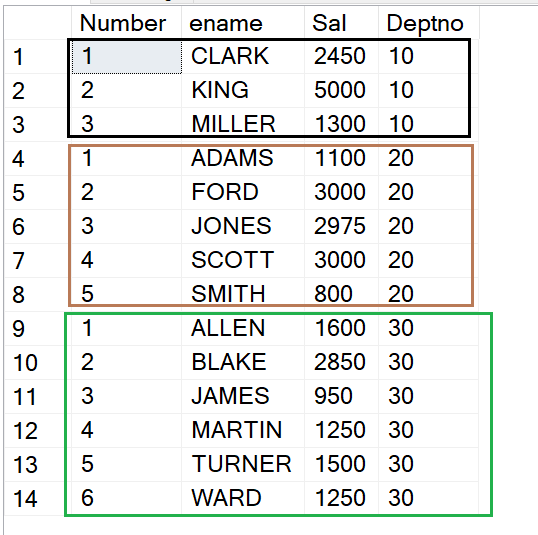 Number ename Sal Deptno
1 1 CLARK 2450 10
2 2 KING 5000 10
3 3 MILLER 1300 10
4 1 ADAMS 1100 20
5 2 FORD 3000 20
6 3 JONES 2975 20
7 4 SCOTT 3000 20
8 5 SMITH 800 20
9 1 ALLEN 1600 30
10 2 BLAKE 2850 30
11 3 JAMES 950 30
12 4 MARTIN 1250 30
13 5 TURNER 1500 30
14 6 WARD 1250 30